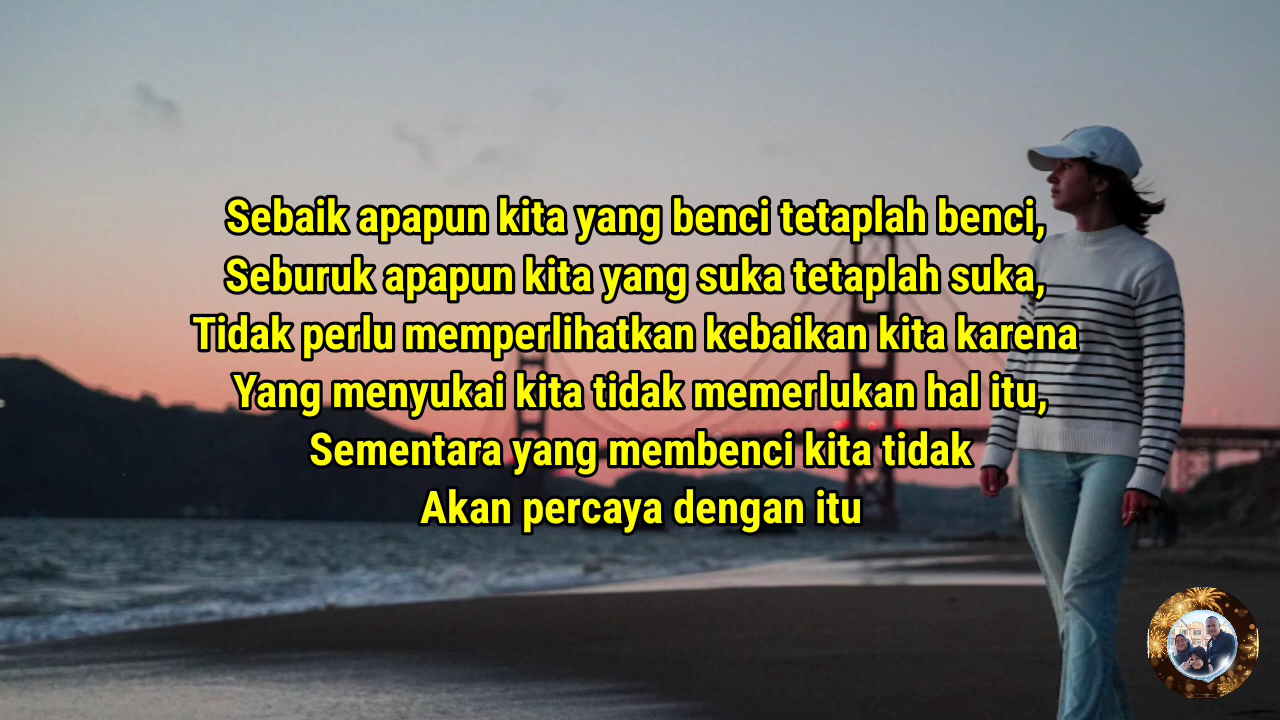 Sebaik apapun kita yang benci tetaplah benci,
Seburuk apapun kita yang suka tetaplah suka,
Tidak perlu memperlihatkan kebaikan kita karena
Yang menyukai kita tidak memerlukan hal itu,
Sementara yang membenci kita tidak
Akan percaya dengan itu